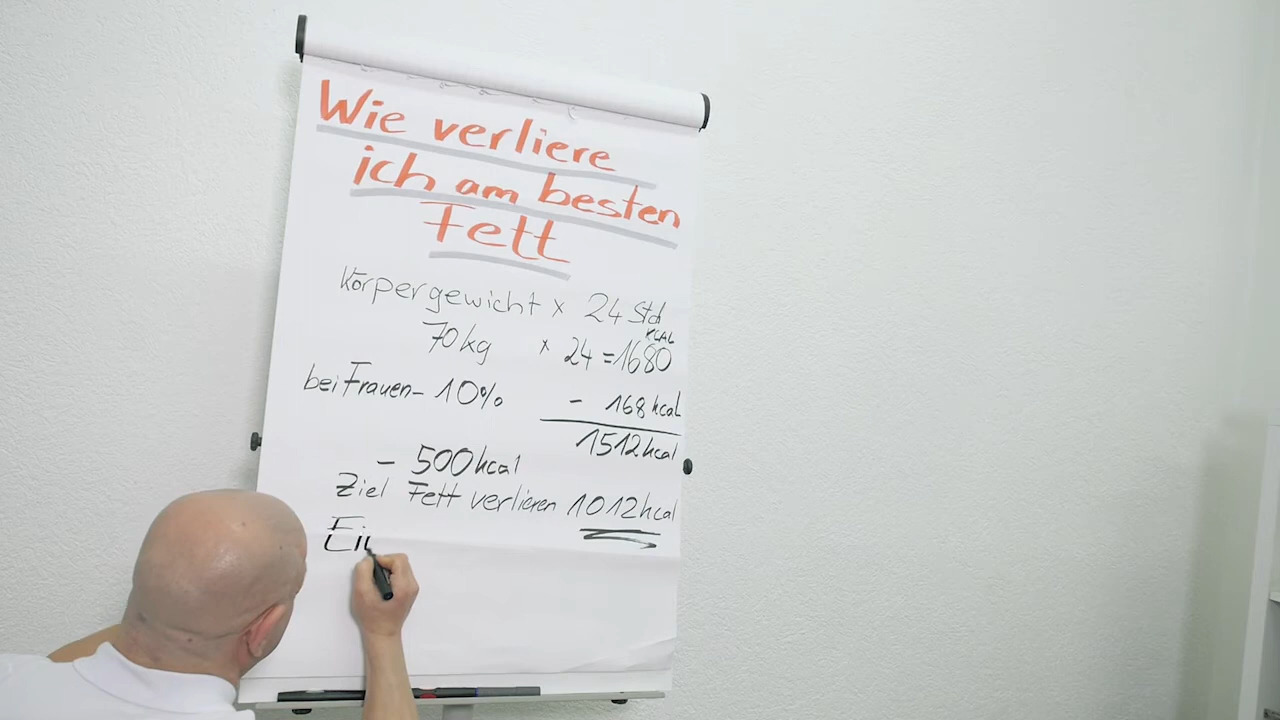 Wie verliere
ich am besten
Fett
Körpergewicht x 24 Std
KCAL
70 kg x 24 = 1680
bei Frauen - 10% - 168 kcal
1512 kcal
- 500 kcal
Ziel Fett verlieren 1012 kcal